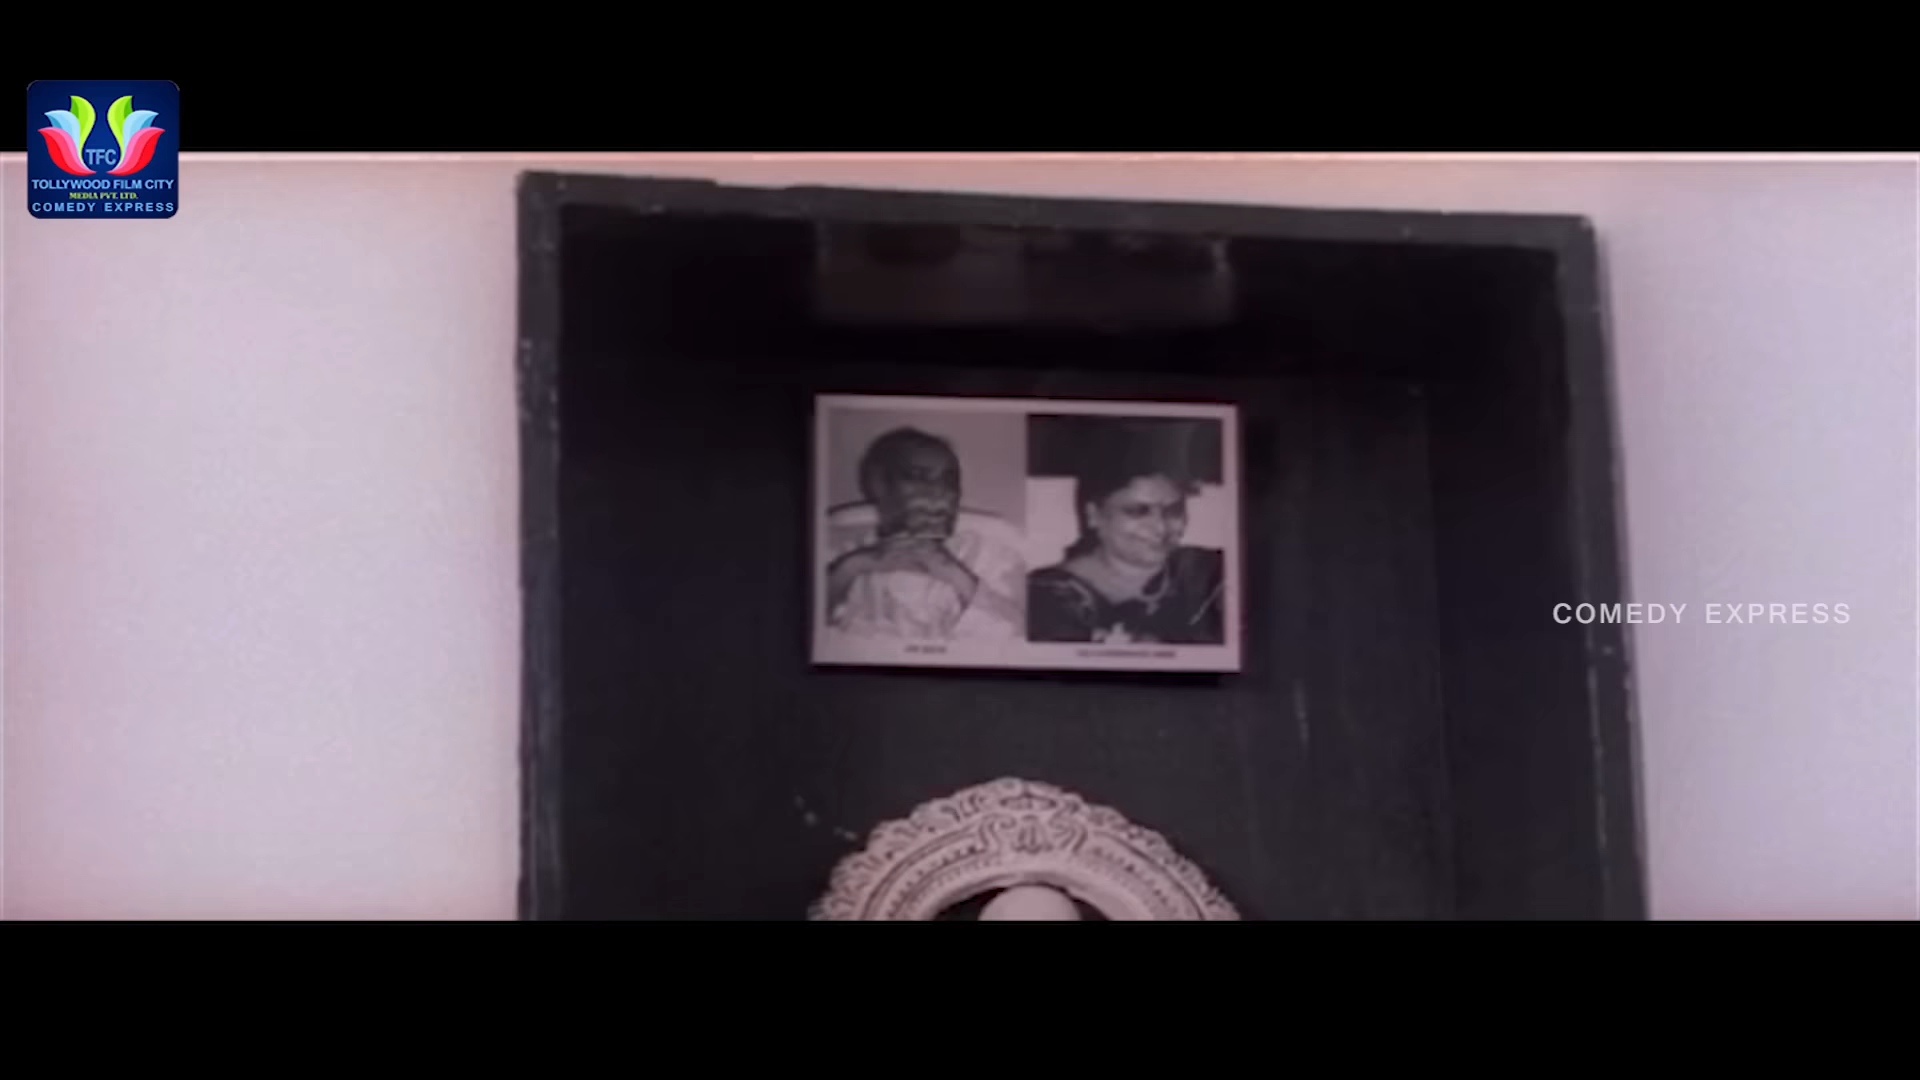 TFC
TOLLYWOOD FILM CITY
MEDIA PVT. LTD.
COMEDY EXPRESS
COMEDY EXPRESS